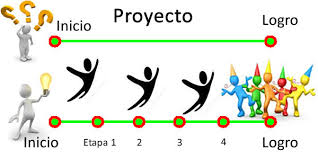 Proyecto
Inicio
Logro
Inicio
Etapa 1
2
3
4
Logro